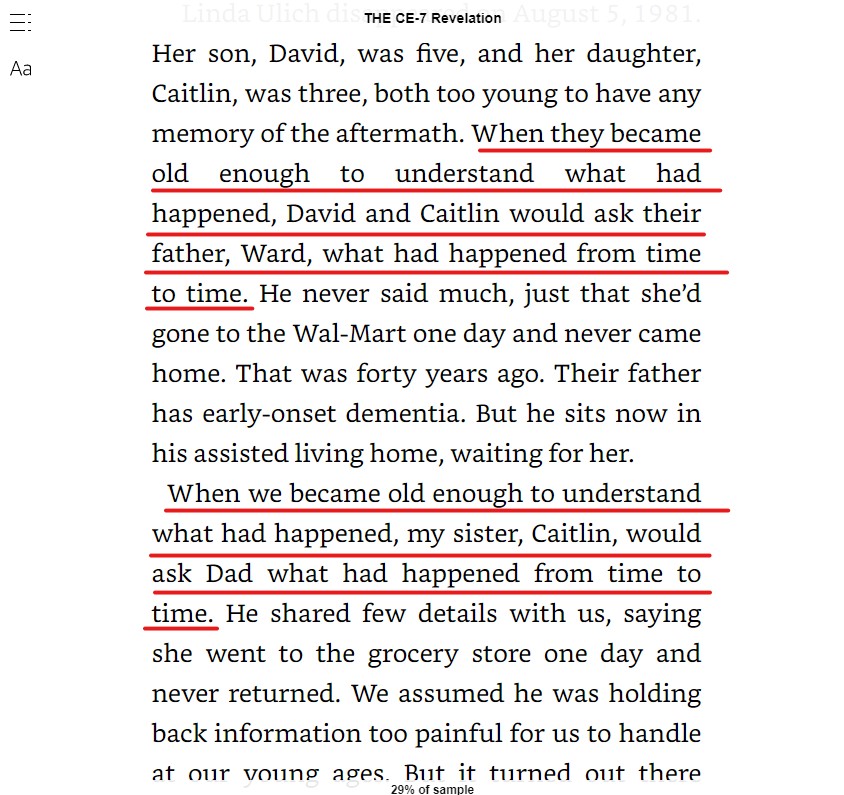 Linda Ulich disappeared on August 5, 1981.
THE CE-7 Revelation
Aa
Her son, David, was five, and her daughter,
Caitlin, was three, both too young to have any
memory of the aftermath. When they became
old enough to understand what had
happened, David and Caitlin would ask their
father, Ward, what had happened from time
to time. He never said much, just that she’d
gone to the Wal-Mart one day and never came
home. That was forty years ago. Their father
has early-onset dementia. But he sits now in
his assisted living home, waiting for her.
When we became old enough to understand
what had happened, my sister, Caitlin, would
ask Dad what had happened from time to
time. He shared few details with us, saying
she went to the grocery store one day and
never returned. We assumed he was holding
back information too painful for us to handle
at our young ages. But it turned out there
29% of sample